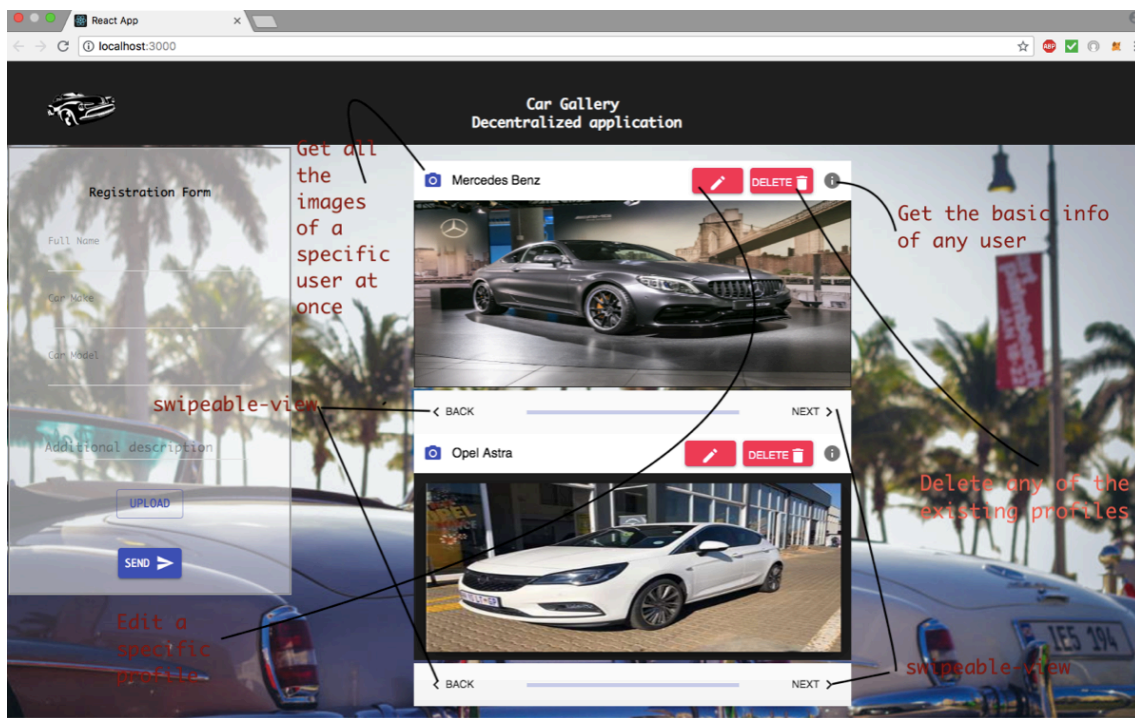 React App
localhost:3000
ABP
Car Gallery
Decentralized application
Registration Form
Full Name
Car Make
Car Model
Additional description
UPLOAD
SEND
Get all
the
images
of a
specific
user at
once
swipeable-view
Edit a
specific
profile
Mercedes Benz
DELETE
BACK
NEXT
Opel Astra
DELETE
BACK
NEXT
Get the basic info
of any user
Delete any of the
existing profiles
swipeable-view
1E5 194